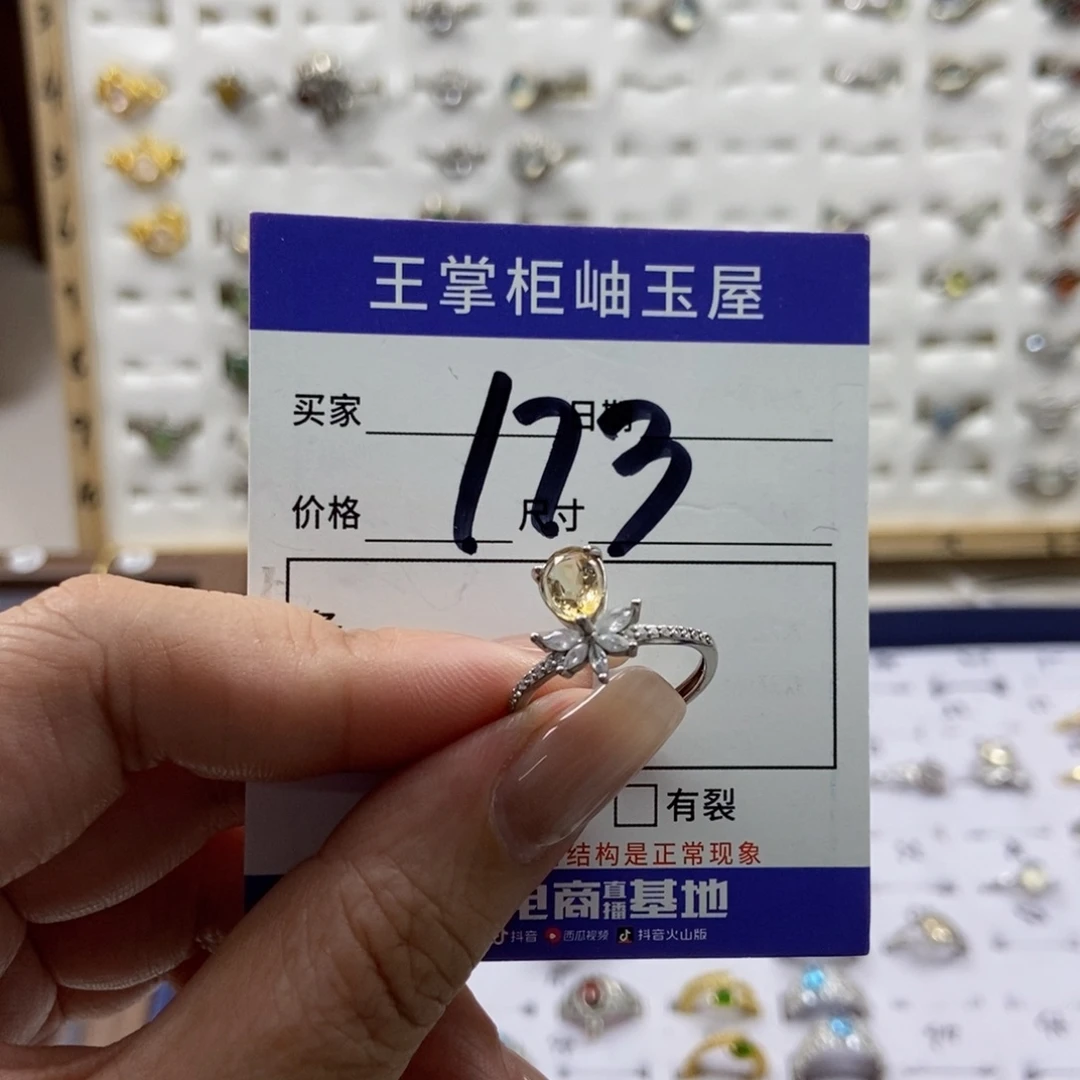 王掌柜岫玉屋
买家 日期
173
价格 尺寸
有裂
结构是正常现象
电商直播基地
抖音 西瓜视频 抖音火山版